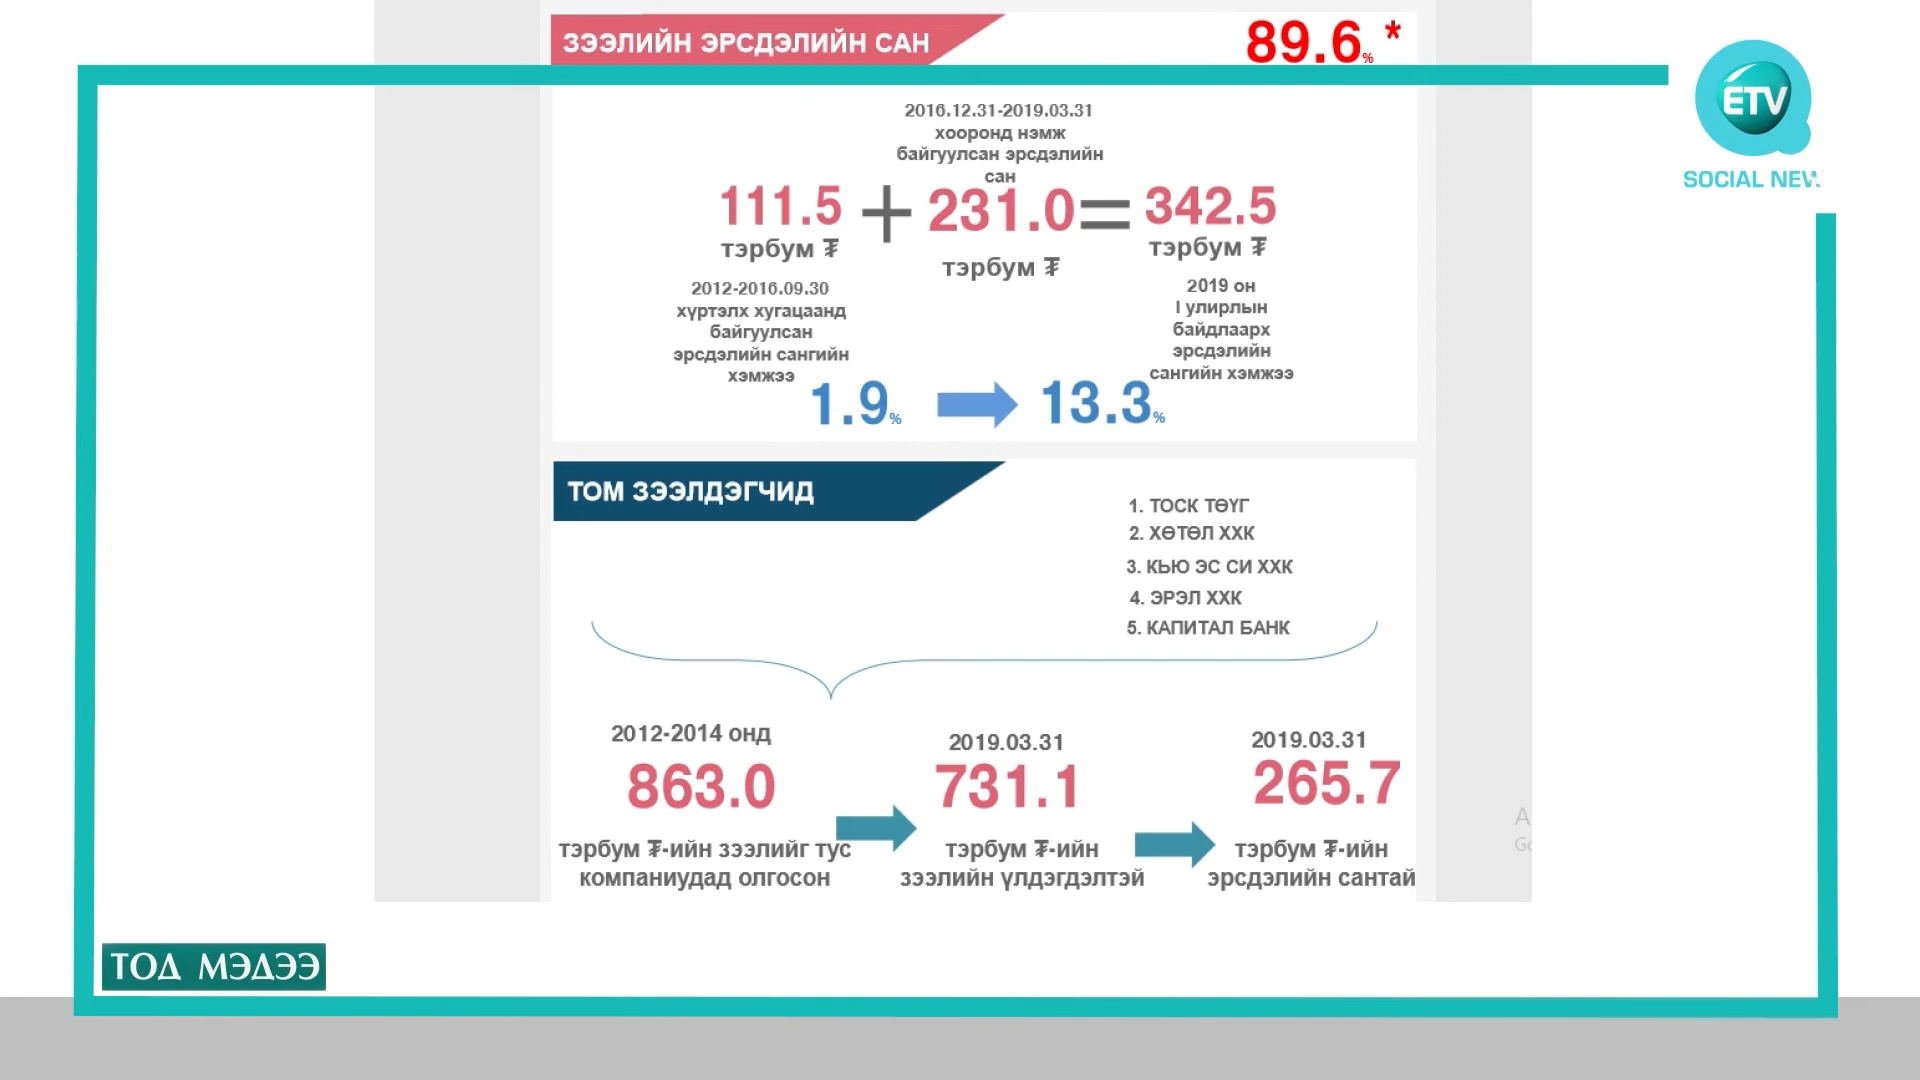 ЗЭЭЛИЙН ЭРСДЭЛИЙН САН
89.6% *
ETV
SOCIAL NEW
2016.12.31-2019.03.31
хооронд нэмж
байгуулсан эрсдэлийн
сан
111.5 + 231.0 = 342.5
тэрбум ₮
тэрбум ₮
тэрбум ₮
2012-2016.09.30
хүртэлх хугацаанд
байгуулсан
эрсдэлийн сангийн
хэмжээ
2019 он
I улирлын
байдлаарх
эрсдэлийн
сангийн хэмжээ
1.9%
13.3%
ТОМ ЗЭЭЛДЭГЧИД
1. ТОСК ТӨҮГ
2. ХӨТӨЛ ХХК
3. КЬЮ ЭС СИ ХХК
4. ЭРЭЛ ХХК
5. КАПИТАЛ БАНК
2012-2014 онд
863.0
тэрбум ₮-ийн зээлийг тус
компаниудад олгосон
2019.03.31
731.1
тэрбум ₮-ийн
зээлийн үлдэгдэлтэй
2019.03.31
265.7
тэрбум ₮-ийн
эрсдэлийн сантай
ТОД МЭДЭЭ